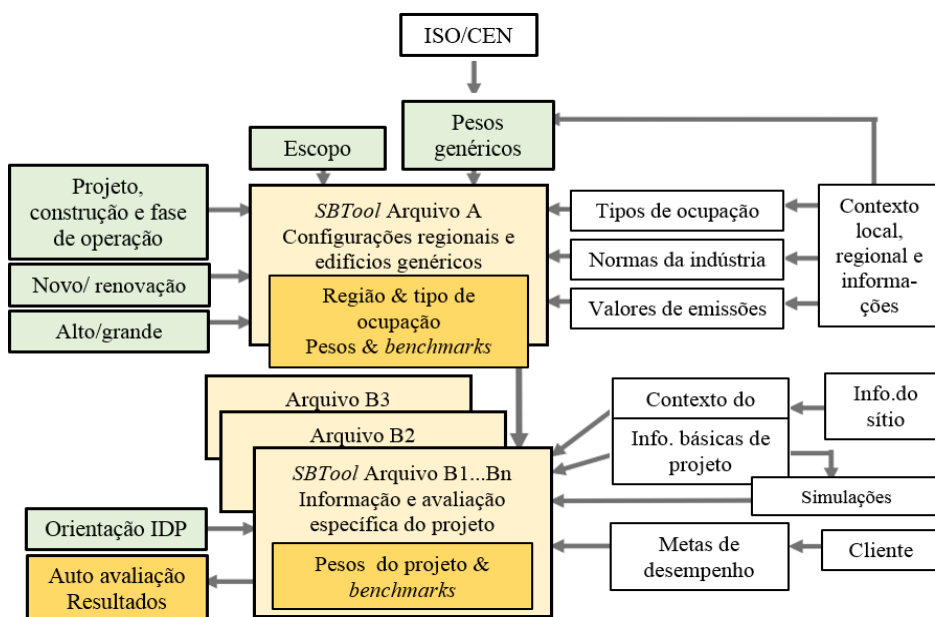 ISO/CEN
Pesos
genéricos
Escopo
Projeto,
construção e fase
de operação
Novo/ renovação
Alto/grande
SBTool Arquivo A
Configurações regionais e
edifícios genéricos
Região & tipo de
ocupação
Pesos & benchmarks
Tipos de ocupação
Normas da indústria
Valores de emissões
Contexto
local,
regional e
informa-
ções
Arquivo B3
Arquivo B2
SBTool Arquivo B1...Bn
Informação e avaliação
específica do projeto
Pesos do projeto &
benchmarks
Orientação IDP
Auto avaliação
Resultados
Contexto do
Info. básicas de
projeto
Info.do
sítio
Simulações
Metas de
desempenho
Cliente